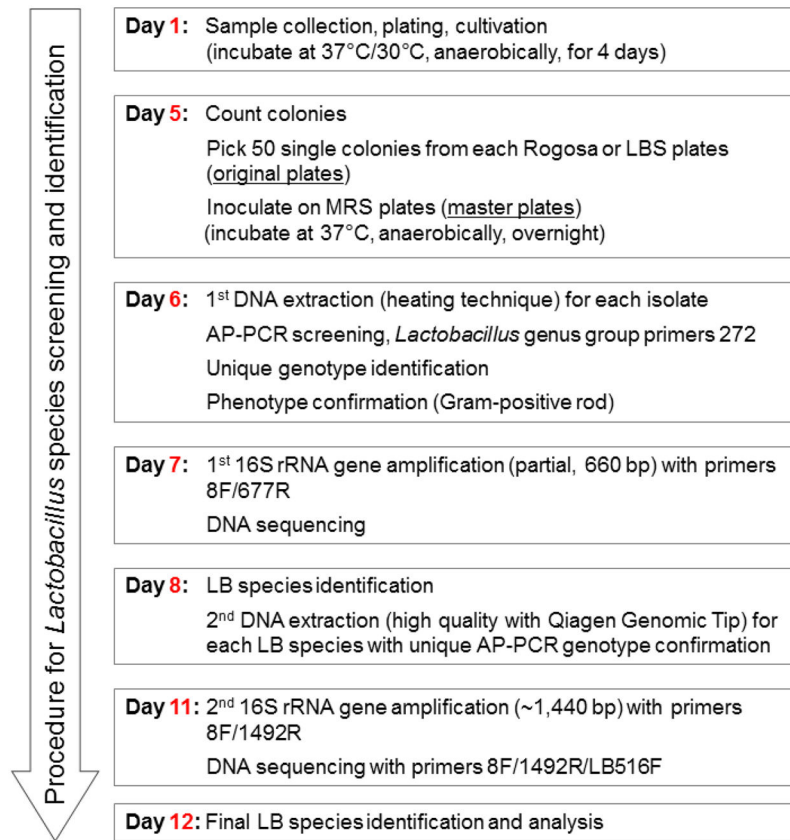 Procedure for Lactobacillus species screening and identification
Day 1: Sample collection, plating, cultivation
(incubate at 37°C/30°C, anaerobically, for 4 days)
Day 5: Count colonies
Pick 50 single colonies from each Rogosa or LBS plates
(original plates)
Inoculate on MRS plates (master plates)
(incubate at 37°C, anaerobically, overnight)
Day 6: 1st DNA extraction (heating technique) for each isolate
AP-PCR screening, Lactobacillus genus group primers 272
Unique genotype identification
Phenotype confirmation (Gram-positive rod)
Day 7: 1st 16S rRNA gene amplification (partial, 660 bp) with primers
8F/677R
DNA sequencing
Day 8: LB species identification
2nd DNA extraction (high quality with Qiagen Genomic Tip) for
each LB species with unique AP-PCR genotype confirmation
Day 11: 2nd 16S rRNA gene amplification (~1,440 bp) with primers
8F/1492R
DNA sequencing with primers 8F/1492R/LB516F
Day 12: Final LB species identification and analysis